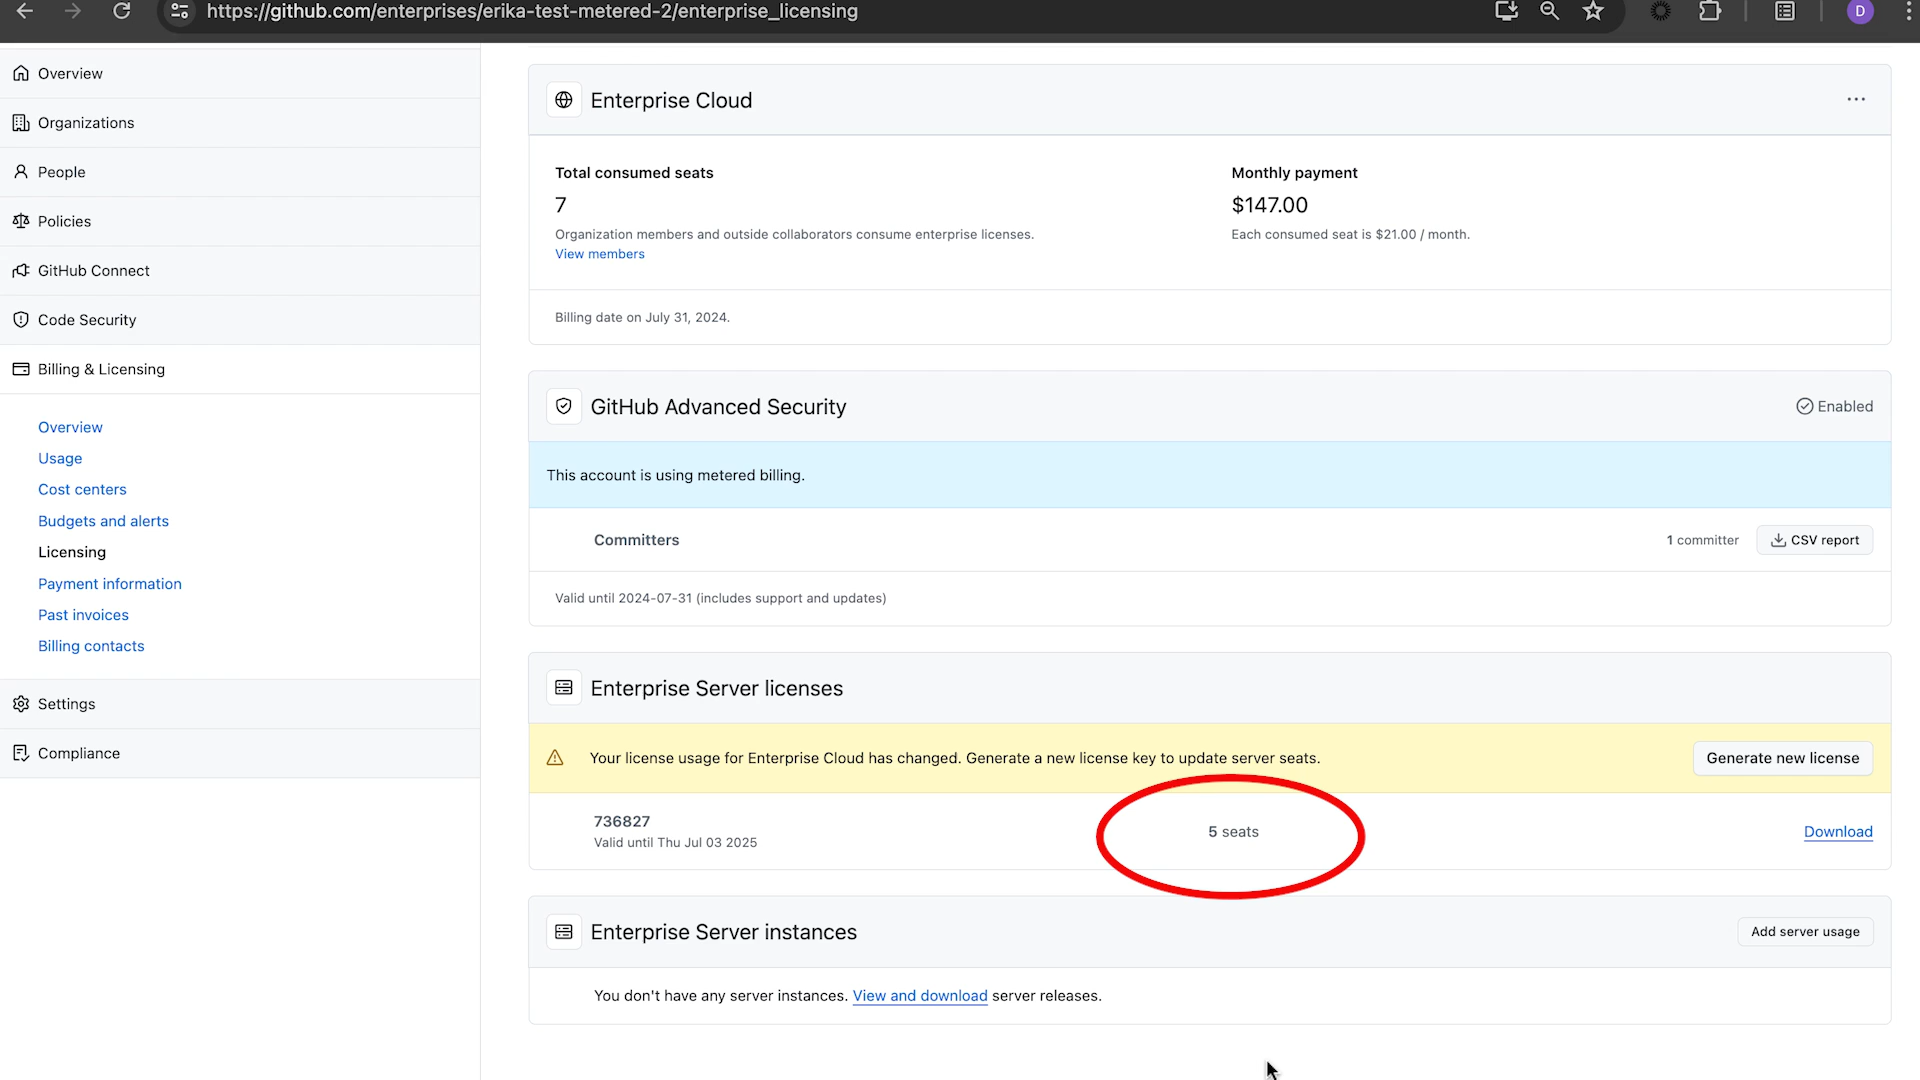 https://github.com/enterprises/erika-test-metered-2/enterprise_licensing
D
Overview
Organizations
People
Policies
GitHub Connect
Code Security
Billing & Licensing
Overview
Usage
Cost centers
Budgets and alerts
Licensing
Payment information
Past invoices
Billing contacts
Settings
Compliance
Enterprise Cloud
Total consumed seats
7
Organization members and outside collaborators consume enterprise licenses.
View members
Monthly payment
$147.00
Each consumed seat is $21.00 / month.
Billing date on July 31, 2024.
GitHub Advanced Security
Enabled
This account is using metered billing.
Committers
1 committer
CSV report
Valid until 2024-07-31 (includes support and updates)
Enterprise Server licenses
Your license usage for Enterprise Cloud has changed. Generate a new license key to update server seats.
Generate new license
736827
Valid until Thu Jul 03 2025
5 seats
Download
Enterprise Server instances
Add server usage
You don't have any server instances. View and download server releases.